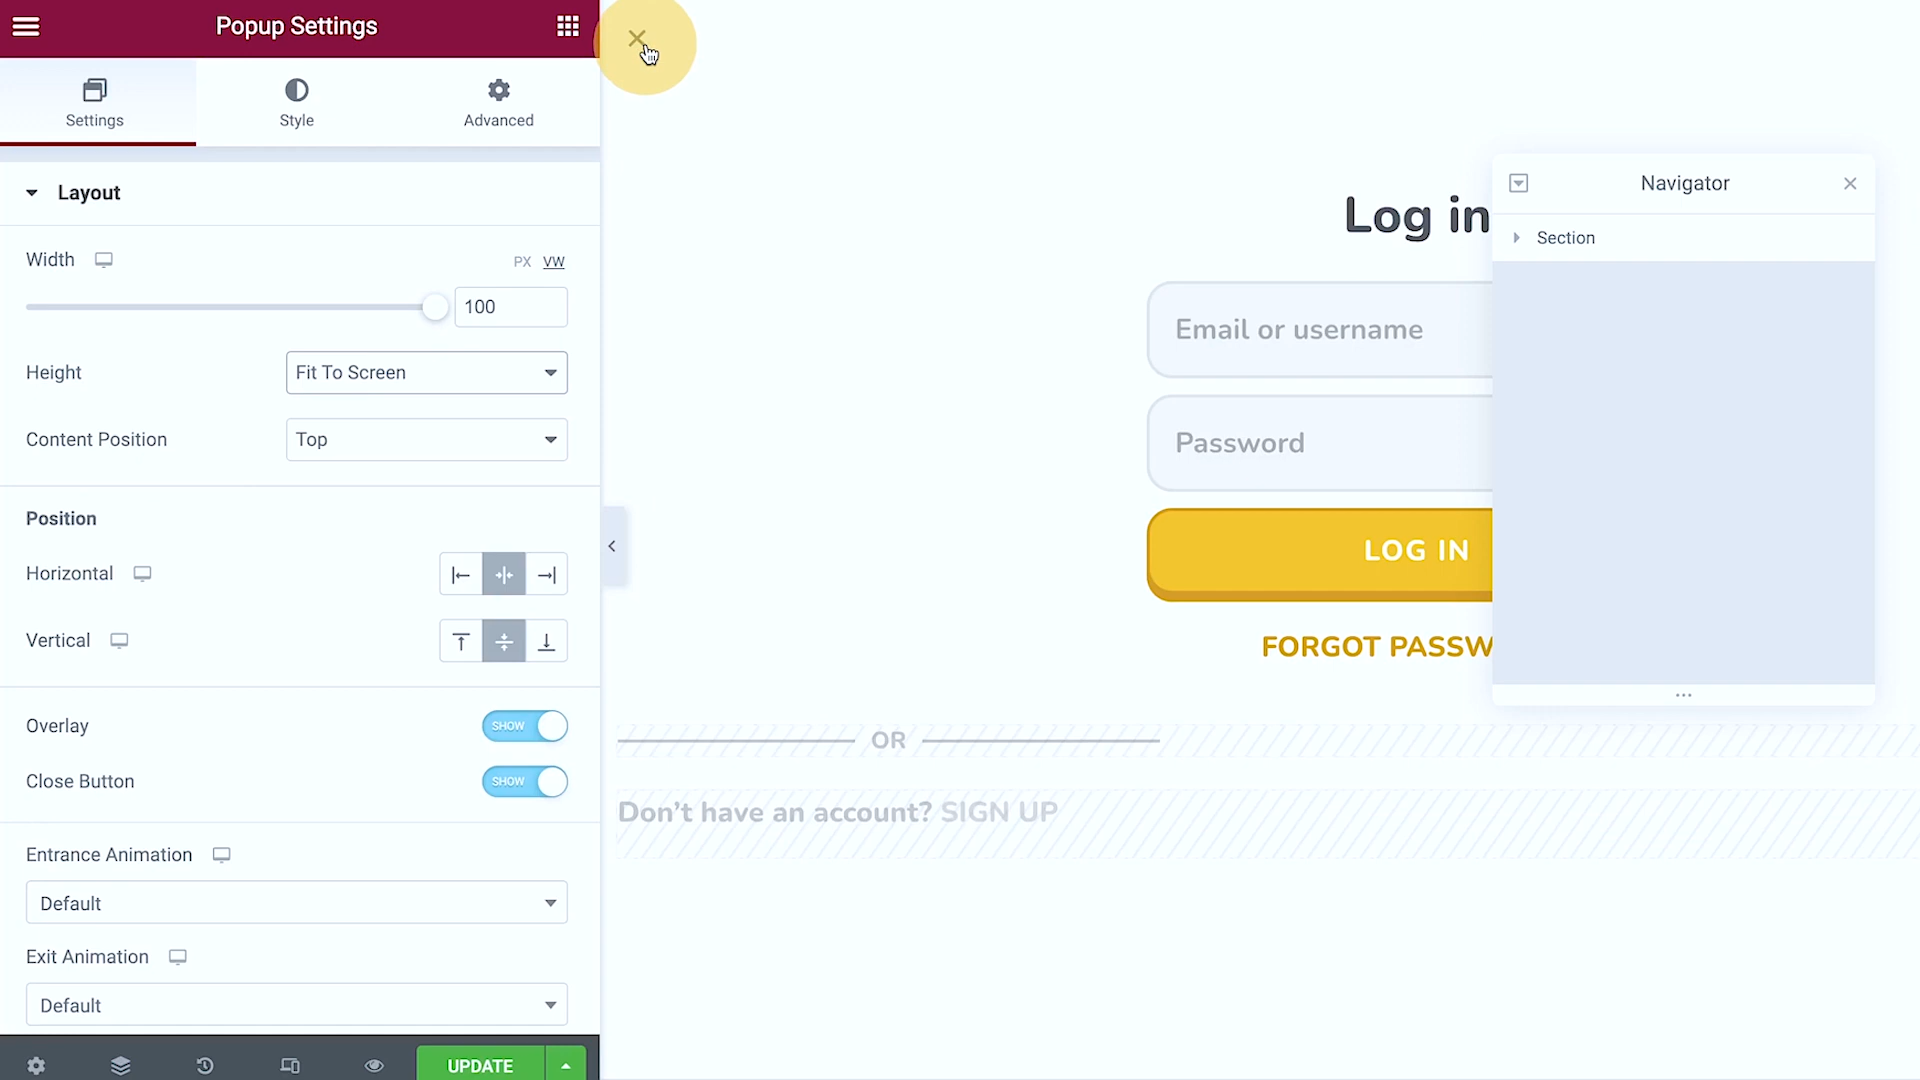 Popup Settings
Settings
Style
Advanced
Layout
Width
PX VW
100
Height
Fit To Screen
Content Position
Top
Position
Horizontal
Vertical
Overlay
SHOW
Close Button
SHOW
Entrance Animation
Default
Exit Animation
Default
UPDATE
Log in
Email or username
Password
LOG IN
FORGOT PASSW
OR
Don't have an account? SIGN UP
Navigator
Section